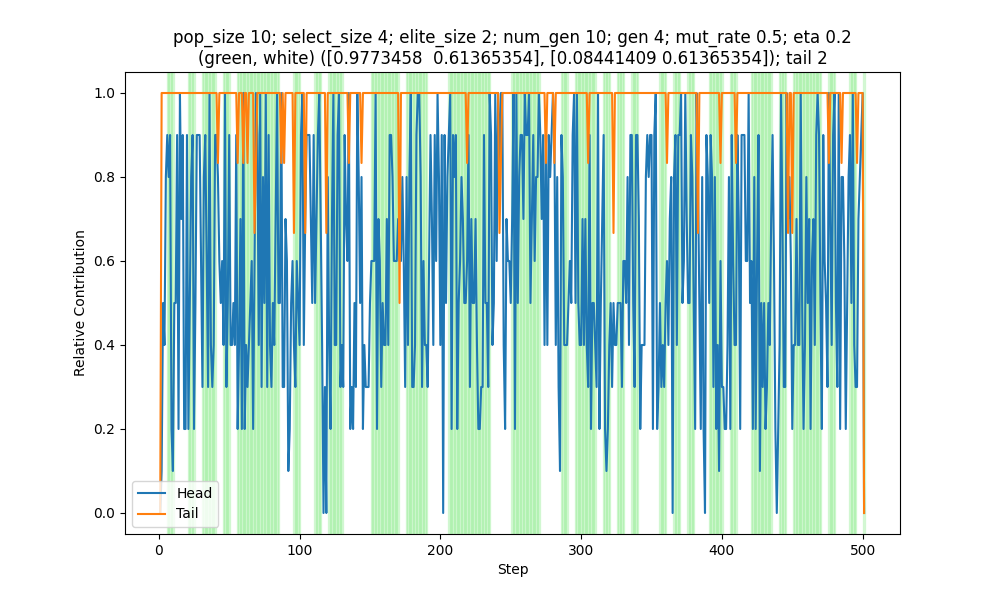 pop_size 10; select_size 4; elite_size 2; num_gen 10; gen 4; mut_rate 0.5; eta 0.2
(green, white) ([0.9773458  0.61365354], [0.08441409 0.61365354]); tail 2
1.0
0.8
0.6
0.4
0.2
0.0
Relative Contribution
Head
Tail
0
100
200
300
400
500
Step